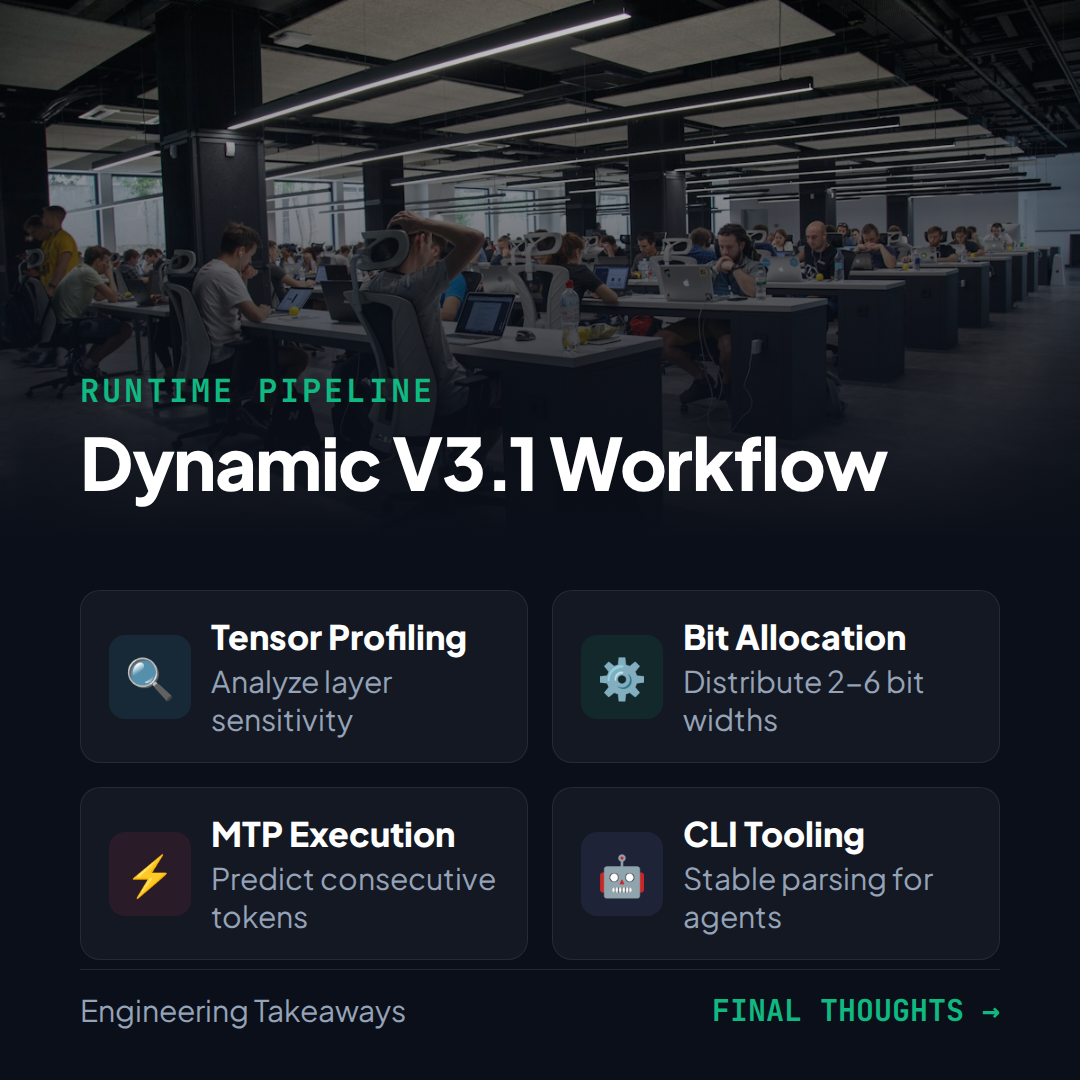 RUNTIME PIPELINE
Dynamic V3.1 Workflow
Tensor Profiling
Analyze layer
sensitivity
Bit Allocation
Distribute 2–6 bit
widths
MTP Execution
Predict consecutive
tokens
CLI Tooling
Stable parsing for
agents
Engineering Takeaways
FINAL THOUGHTS →